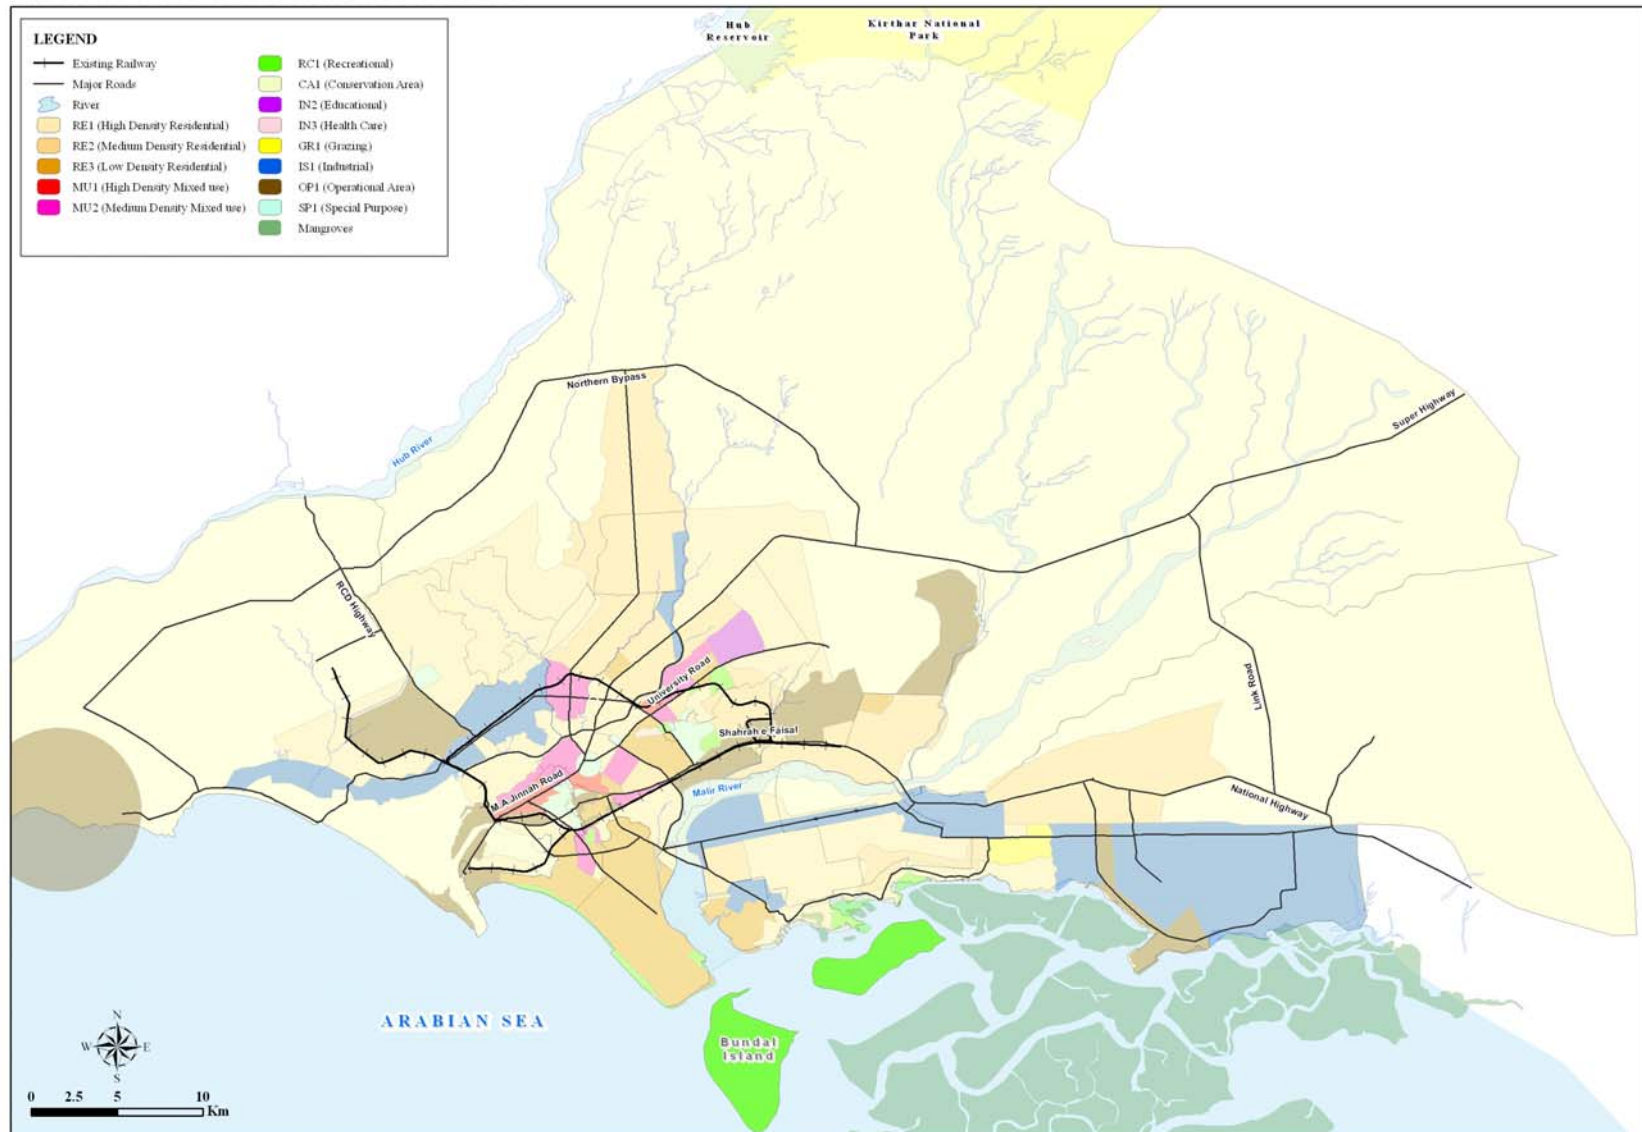 LEGEND
Existing Railway
Major Roads
River
RE1 (High Density Residential)
RE2 (Medium Density Residential)
RE3 (Low Density Residential)
MU1 (High Density Mixed use)
MU2 (Medium Density Mixed use)
RC1 (Recreational)
CA1 (Conservation Area)
IN2 (Educational)
IN3 (Health Care)
GR1 (Grazing)
IS1 (Industrial)
OP1 (Operational Area)
SP1 (Special Purpose)
Mangroves
Hub
Reservoir
Kirthar National
Park
Northern Bypass
Super Highway
Hub River
RCD Highway
University Road
Link Road
Shahrah e Faisal
M.A Jinnah Road
Malir River
National Highway
ARABIAN SEA
Bundal
Island
N
W E
S
0 2.5 5 10
Km